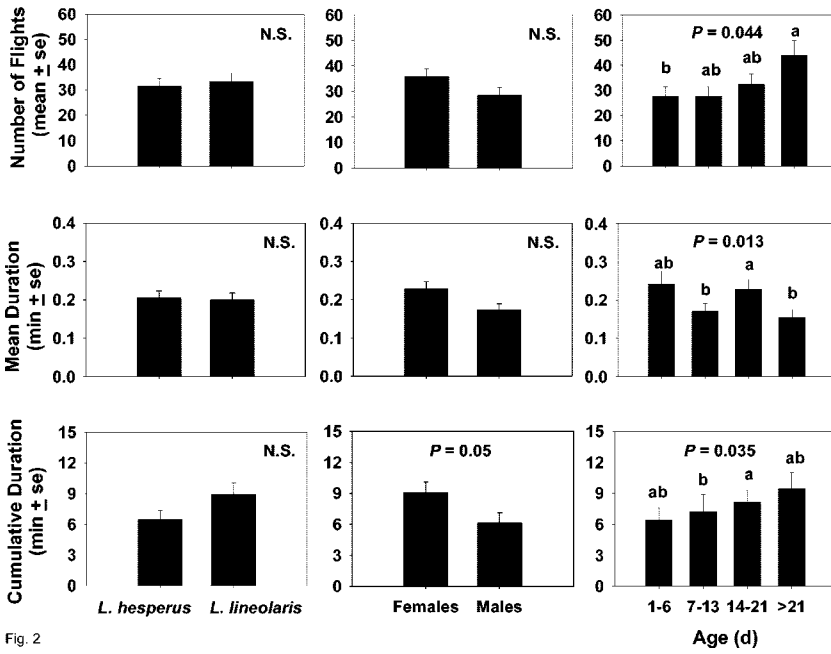 Number of Flights
(mean ± se)
60
50
40
30
20
10
0
N.S.
60
50
40
30
20
10
0
N.S.
60
50
40
30
20
10
0
P = 0.044
b
ab
ab
a
Mean Duration
(min ± se)
0.4
0.3
0.2
0.1
0.0
N.S.
0.4
0.3
0.2
0.1
0.0
N.S.
0.4
0.3
0.2
0.1
0.0
P = 0.013
ab
b
a
b
Cumulative Duration
(min ± se)
15
12
9
6
3
0
N.S.
L. hesperus L. lineolaris
15
12
9
6
3
0
P = 0.05
Females Males
15
12
9
6
3
0
P = 0.035
ab
b
a
ab
1-6 7-13 14-21 >21
Age (d)
Fig. 2